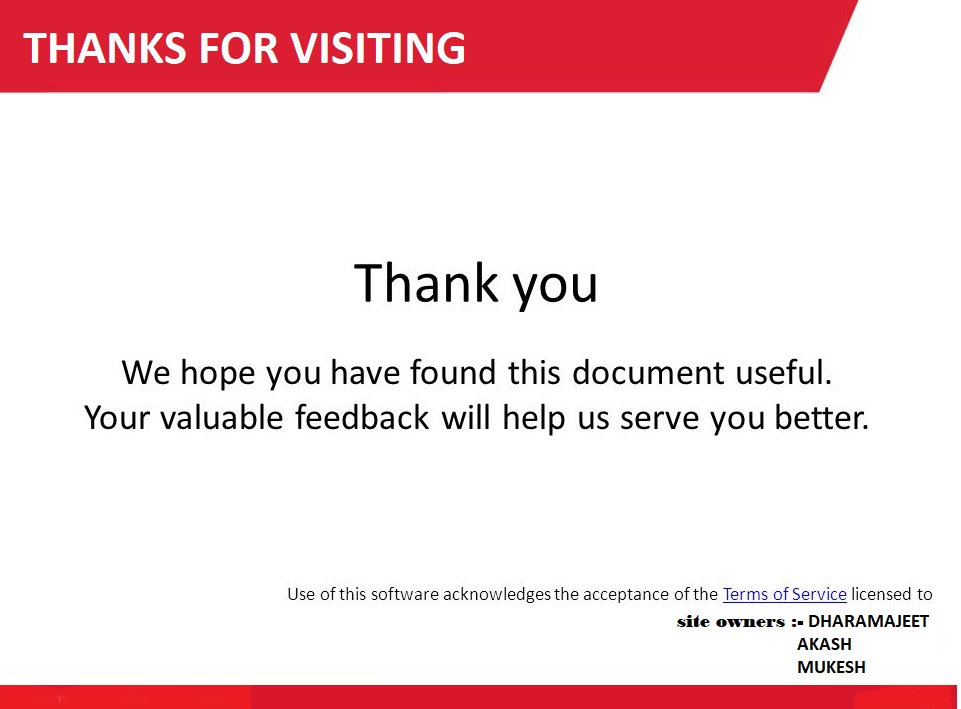 THANKS FOR VISITING
Thank you
We hope you have found this document useful.
Your valuable feedback will help us serve you better.
Use of this software acknowledges the acceptance of the Terms of Service licensed to
site owners :- DHARAMAJEET
AKASH
MUKESH